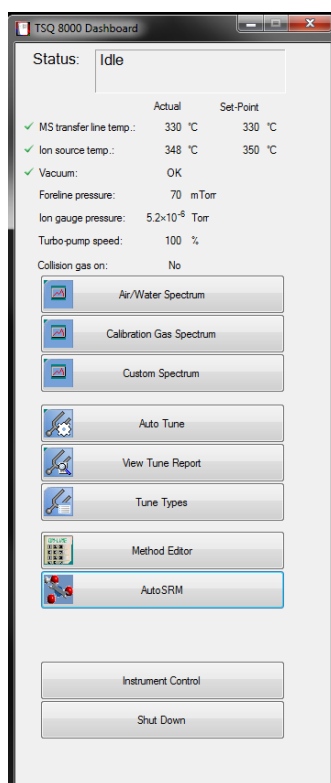 TSQ 8000 Dashboard
Status: Idle
Actual Set-Point
MS transfer line temp.: 330 °C 330 °C
Ion source temp.: 348 °C 350 °C
Vacuum: OK
Foreline pressure: 70 mTorr
Ion gauge pressure: 5.2×10⁻⁶ Torr
Turbo-pump speed: 100 %
Collision gas on: No
Air/Water Spectrum
Calibration Gas Spectrum
Custom Spectrum
Auto Tune
View Tune Report
Tune Types
Method Editor
AutoSRM
Instrument Control
Shut Down